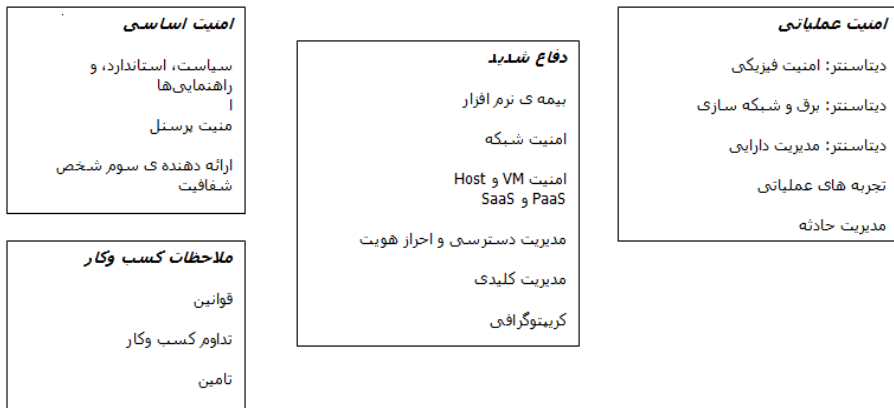 امنیت اساسی
سیاست، استاندارد، و
راهنمایی‌ها
ا
منیت پرسنل
ارائه دهنده ی سوم شخص
شفافیت
ملاحظات کسب وکار
قوانین
تداوم کسب وکار
تامین
دفاع شدید
بیمه ی نرم افزار
امنیت شبکه
امنیت VM و Host
PaaS و SaaS
مدیریت دسترسی و احراز هویت
مدیریت کلیدی
کریپتوگرافی
امنیت عملیاتی
دیتاسنتر: امنیت فیزیکی
دیتاسنتر: برق و شبکه سازی
دیتاسنتر: مدیریت دارایی
تجربه های عملیاتی
مدیریت حادثه